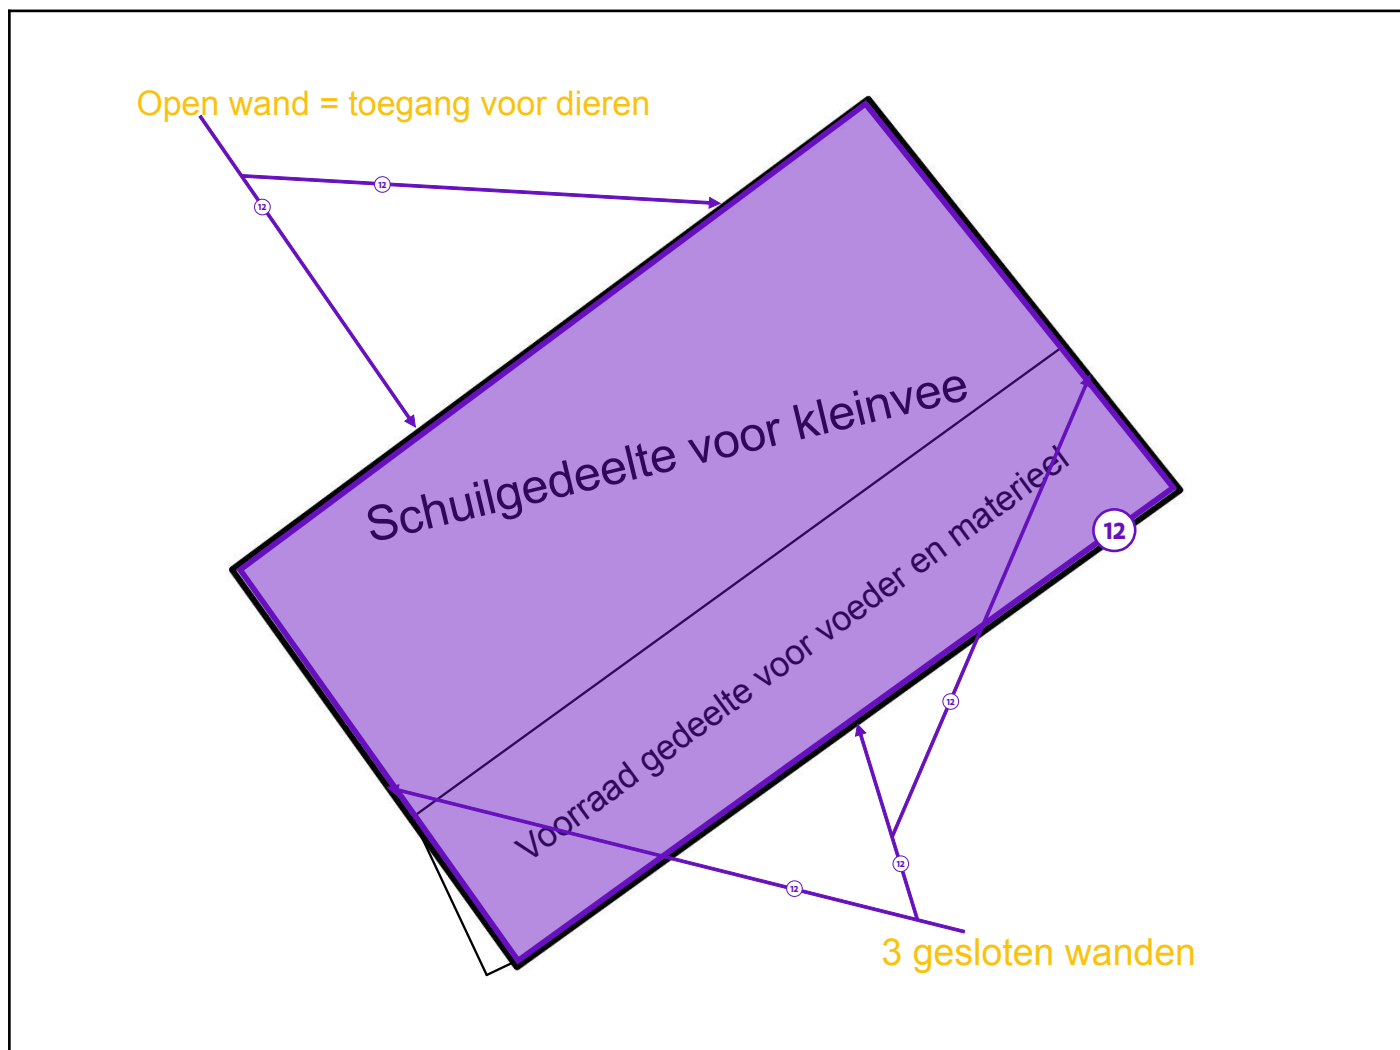 Open wand = toegang voor dieren
12
12
Schuilgedeelte voor kleinvee
Voorraad gedeelte voor voeder en materieel
12
12
12
12
3 gesloten wanden